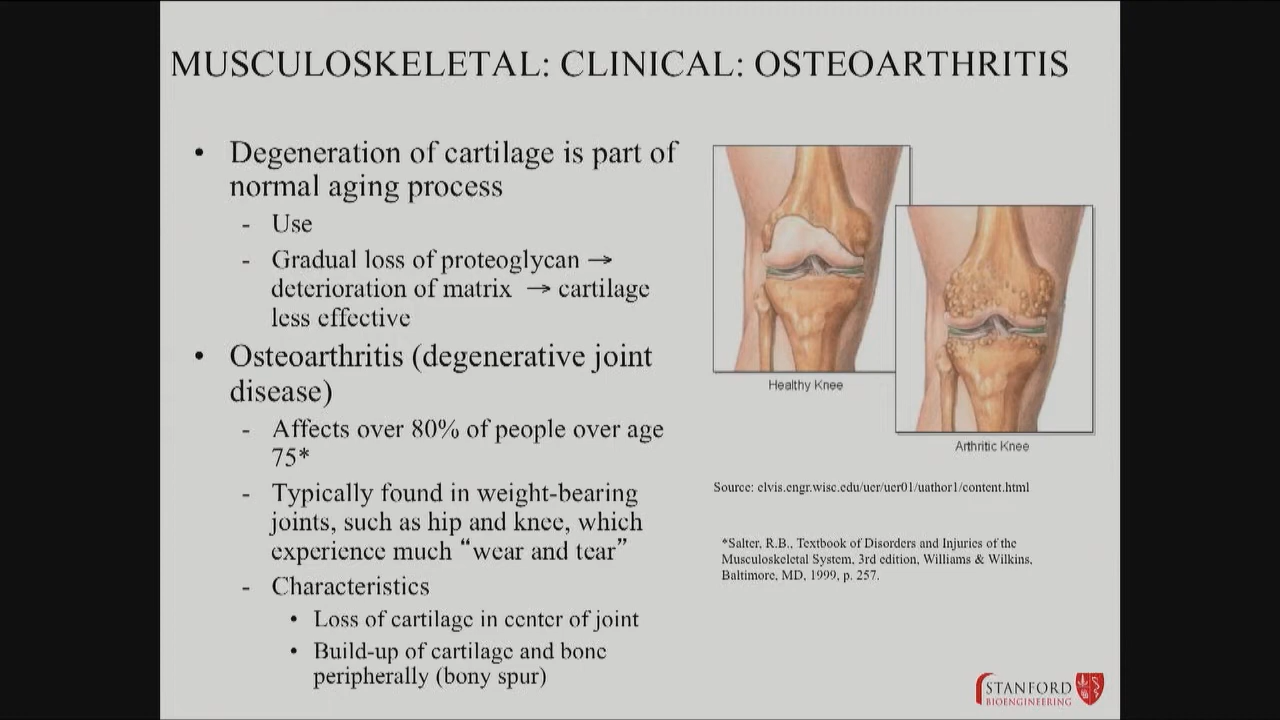 MUSCULOSKELETAL: CLINICAL: OSTEOARTHRITIS
• Degeneration of cartilage is part of
normal aging process
- Use
- Gradual loss of proteoglycan →
deterioration of matrix → cartilage
less effective
• Osteoarthritis (degenerative joint
disease)
- Affects over 80% of people over age
75*
- Typically found in weight-bearing
joints, such as hip and knee, which
experience much “wear and tear”
- Characteristics
• Loss of cartilage in center of joint
• Build-up of cartilage and bone
peripherally (bony spur)
Healthy Knee
Arthritic Knee
Source: elvis.engr.wisc.edu/uer/uer01/uathor1/content.html
*Salter, R.B., Textbook of Disorders and Injuries of the
Musculoskeletal System, 3rd edition, Williams & Wilkins,
Baltimore, MD, 1999, p. 257.
STANFORD
BIOENGINEERING